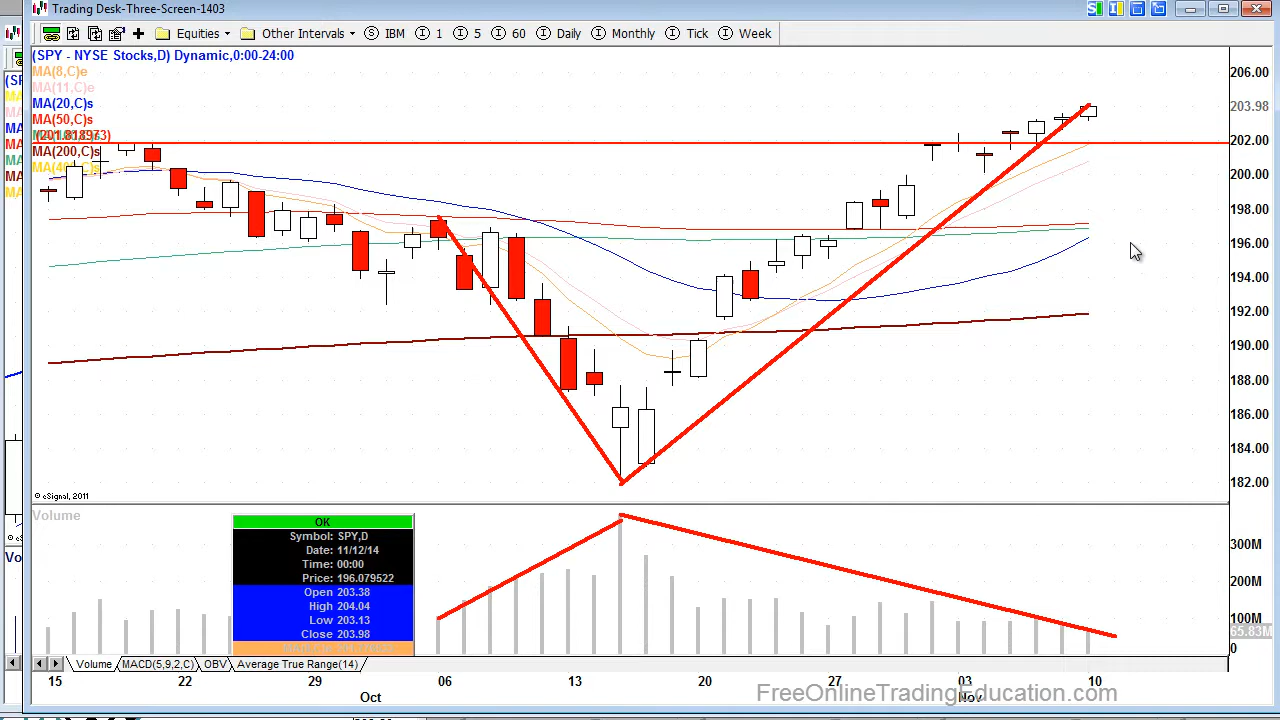 Trading Desk-Three-Screen-1403
Equities Other Intervals S IBM I 1 I 5 I 60 I Daily I Monthly I Tick I Week
(SPY - NYSE Stocks,D) Dynamic,0:00-24:00
MA(8,C)e
MA(11,C)e
MA(20,C)s
MA(50,C)s
(201.818973)
MA(200,C)s
206.00
203.98
202.00
200.00
198.00
196.00
194.00
192.00
190.00
188.00
186.00
184.00
182.00
© eSignal, 2011
Volume
OK
Symbol: SPY,D
Date: 11/12/14
Time: 00:00
Price: 196.079522
Open 203.38
High 204.04
Low 203.13
Close 203.98
300M
200M
100M
65.83M
0
Volume MACD(5,9,2,C) OBV Average True Range(14)
15 22 29 06 13 20 27 03 10
Oct Nov
FreeOnlineTradingEducation.com